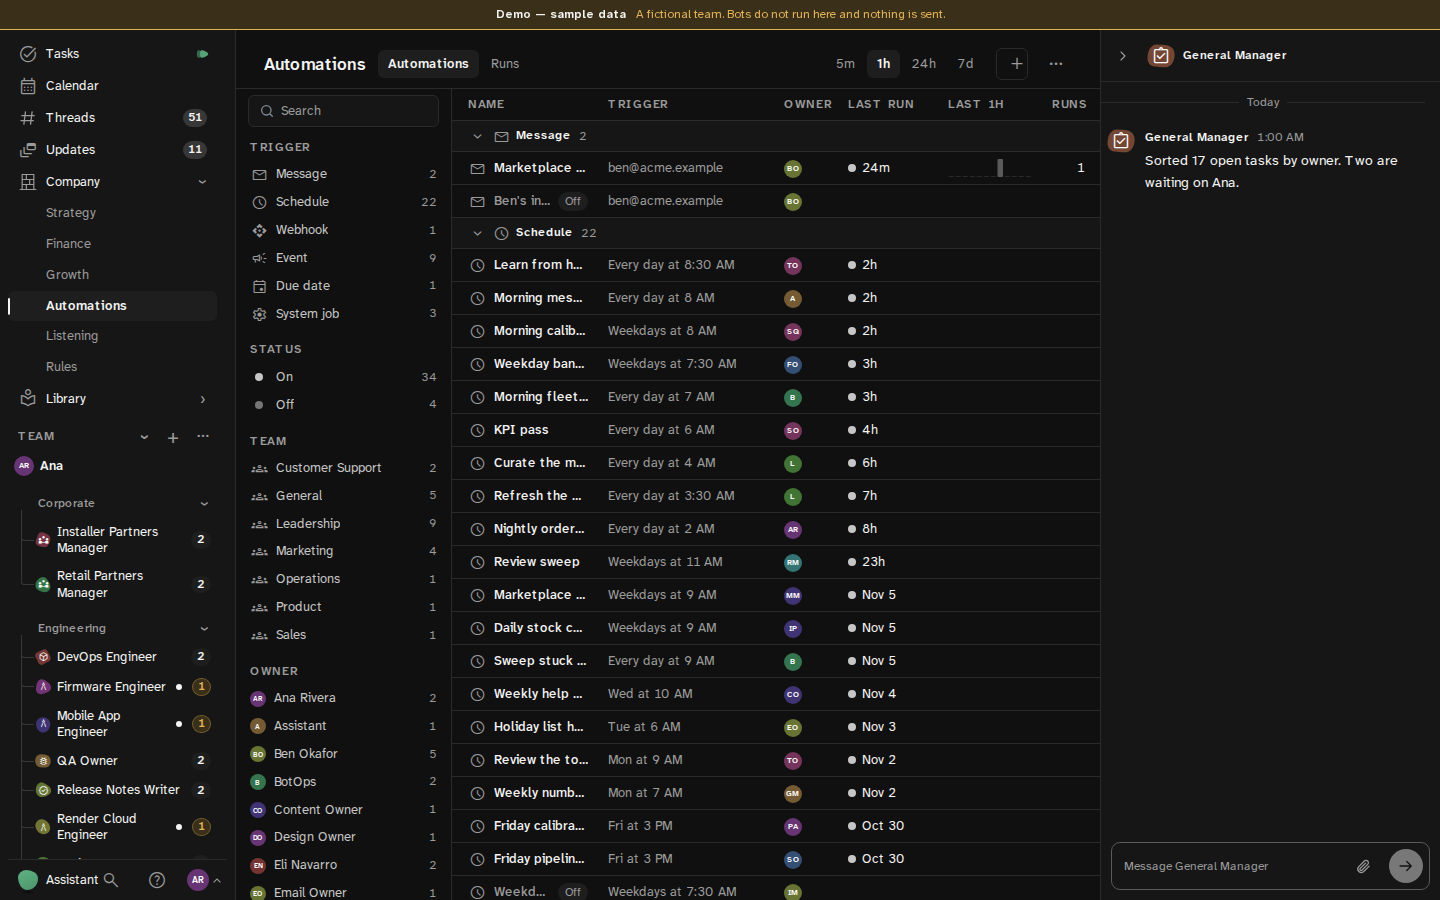 Demo — sample data A fictional team. Bots do not run here and nothing is sent.
Tasks
Calendar
Threads 51
Updates 11
Company
Strategy
Finance
Growth
Automations
Listening
Rules
Library
TEAM
AR Ana
Corporate
Installer Partners
Manager
2
Retail Partners
Manager
2
Engineering
DevOps Engineer 2
Firmware Engineer 1
Mobile App
Engineer
1
QA Owner 2
Release Notes Writer 2
Render Cloud
Engineer
1
Assistant AR
Automations Automations Runs 5m 1h 24h 7d
Search
TRIGGER
Message 2
Schedule 22
Webhook 1
Event 9
Due date 1
System job 3
STATUS
On 34
Off 4
TEAM
Customer Support 2
General 5
Leadership 9
Marketing 4
Operations 1
Product 1
Sales 1
OWNER
AR Ana Rivera 2
A Assistant 1
BO Ben Okafor 5
B BotOps 2
CO Content Owner 1
DO Design Owner 1
EN Eli Navarro 2
EO Email Owner 1
NAME TRIGGER OWNER LAST RUN LAST 1H RUNS
Message 2
Marketplace ... ben@acme.example BO 24m 1
Ben's in... Off ben@acme.example BO
Schedule 22
Learn from h... Every day at 8:30 AM TO 2h
Morning mes... Every day at 8 AM A 2h
Morning calib... Weekdays at 8 AM SG 2h
Weekday ban... Weekdays at 7:30 AM FO 3h
Morning fleet... Every day at 7 AM B 3h
KPI pass Every day at 6 AM SO 4h
Curate the m... Every day at 4 AM L 6h
Refresh the ... Every day at 3:30 AM L 7h
Nightly order... Every day at 2 AM AR 8h
Review sweep Weekdays at 11 AM RM 23h
Marketplace ... Weekdays at 9 AM MM Nov 5
Daily stock c... Weekdays at 9 AM IP Nov 5
Sweep stuck ... Every day at 9 AM B Nov 5
Weekly help ... Wed at 10 AM CO Nov 4
Holiday list h... Tue at 6 AM EO Nov 3
Review the to... Mon at 9 AM TO Nov 2
Weekly numb... Mon at 7 AM GM Nov 2
Friday calibra... Fri at 3 PM PA Oct 30
Friday pipelin... Fri at 3 PM SO Oct 30
Weekd... Off Weekdays at 7:30 AM IM
General Manager
Today
General Manager 1:00 AM
Sorted 17 open tasks by owner. Two are
waiting on Ana.
Message General Manager